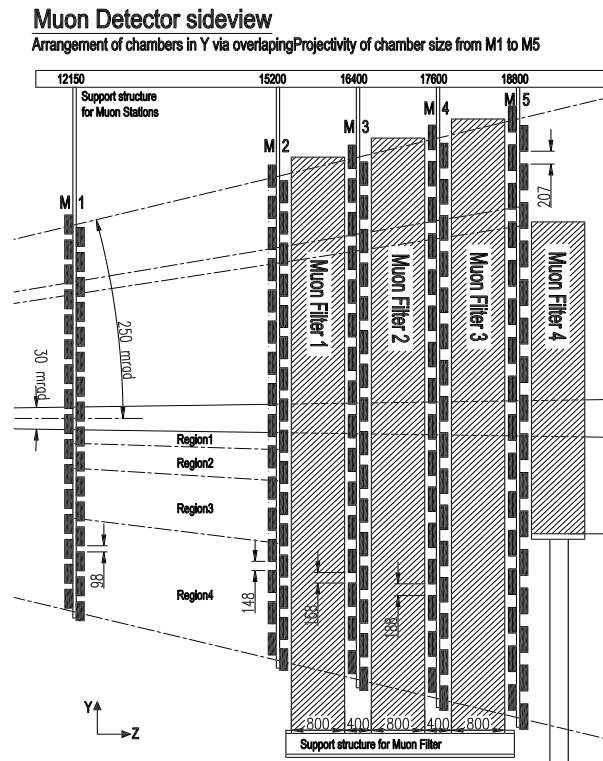 Muon Detector sideview
Arrangement of chambers in Y via overlapingProjectivity of chamber size from M1 to M5
12150 15200 16400 17600 18800
Support structure
for Muon Stations
M 1
M 2
M 3
M 4
M 5
207
Muon Filter 1
Muon Filter 2
Muon Filter 3
Muon Filter 4
250 mrad
30 mrad
Region1
Region2
Region3
Region4
98
148
168
188
Y
Z
800 400 800 400 800
Support structure for Muon Filter